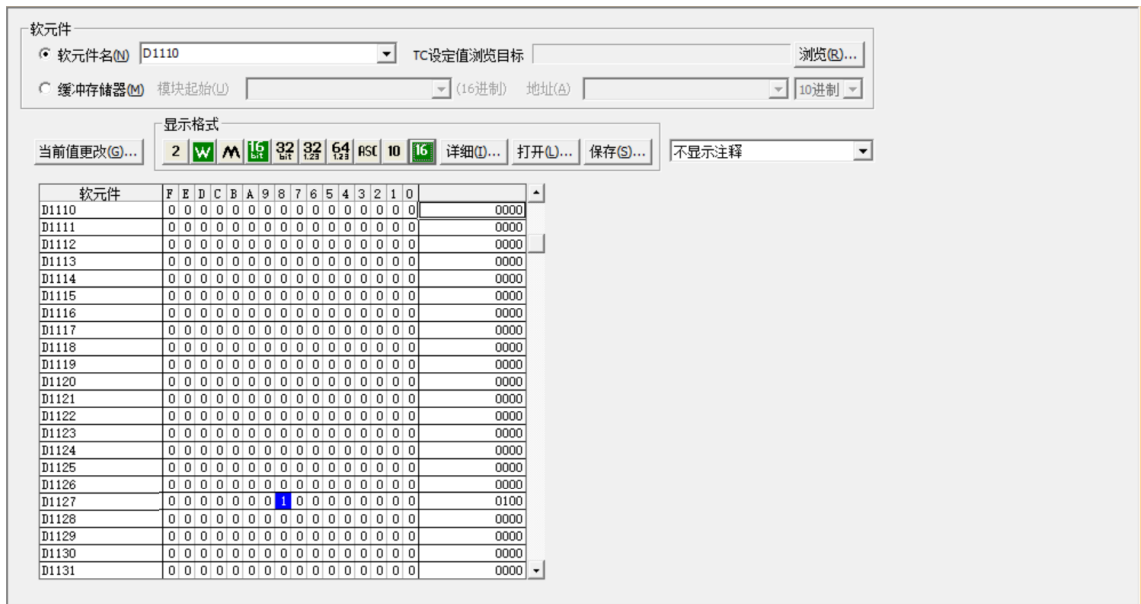 软元件
软元件名(N) D1110 TC设定值浏览目标 浏览(R)...
缓冲存储器(M) 模块起始(U) (16进制) 地址(A) 10进制
显示格式
当前值更改(G)... 2 W M 16bit 32bit 32 1.23 64 1.23 ASC 10 16 详细(I)... 打开(L)... 保存(S)... 不显示注释
软元件 F E D C B A 9 8 7 6 5 4 3 2 1 0
D1110 0 0 0 0 0 0 0 0 0 0 0 0 0 0 0 0 0000
D1111 0 0 0 0 0 0 0 0 0 0 0 0 0 0 0 0 0000
D1112 0 0 0 0 0 0 0 0 0 0 0 0 0 0 0 0 0000
D1113 0 0 0 0 0 0 0 0 0 0 0 0 0 0 0 0 0000
D1114 0 0 0 0 0 0 0 0 0 0 0 0 0 0 0 0 0000
D1115 0 0 0 0 0 0 0 0 0 0 0 0 0 0 0 0 0000
D1116 0 0 0 0 0 0 0 0 0 0 0 0 0 0 0 0 0000
D1117 0 0 0 0 0 0 0 0 0 0 0 0 0 0 0 0 0000
D1118 0 0 0 0 0 0 0 0 0 0 0 0 0 0 0 0 0000
D1119 0 0 0 0 0 0 0 0 0 0 0 0 0 0 0 0 0000
D1120 0 0 0 0 0 0 0 0 0 0 0 0 0 0 0 0 0000
D1121 0 0 0 0 0 0 0 0 0 0 0 0 0 0 0 0 0000
D1122 0 0 0 0 0 0 0 0 0 0 0 0 0 0 0 0 0000
D1123 0 0 0 0 0 0 0 0 0 0 0 0 0 0 0 0 0000
D1124 0 0 0 0 0 0 0 0 0 0 0 0 0 0 0 0 0000
D1125 0 0 0 0 0 0 0 0 0 0 0 0 0 0 0 0 0000
D1126 0 0 0 0 0 0 0 0 0 0 0 0 0 0 0 0 0000
D1127 0 0 0 0 0 0 0 1 0 0 0 0 0 0 0 0 0100
D1128 0 0 0 0 0 0 0 0 0 0 0 0 0 0 0 0 0000
D1129 0 0 0 0 0 0 0 0 0 0 0 0 0 0 0 0 0000
D1130 0 0 0 0 0 0 0 0 0 0 0 0 0 0 0 0 0000
D1131 0 0 0 0 0 0 0 0 0 0 0 0 0 0 0 0 0000